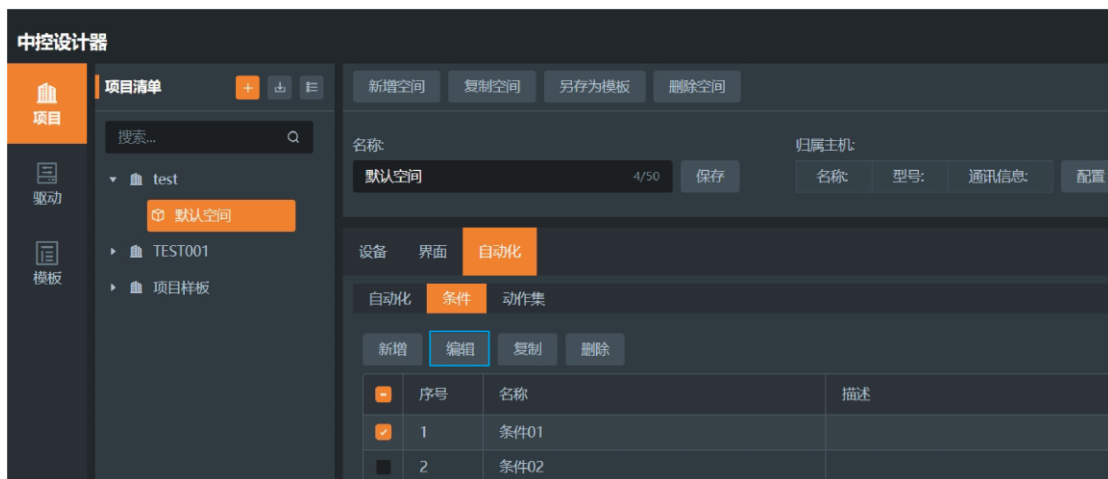 中控设计器
项目
驱动
模板
项目清单
搜索...
test
默认空间
TEST001
项目样板
新增空间 复制空间 另存为模板 删除空间
名称: 归属主机:
默认空间 4/50 保存 名称: 型号: 通讯信息: 配置
设备 界面 自动化
自动化 条件 动作集
新增 编辑 复制 删除
序号 名称 描述
1 条件01
2 条件02